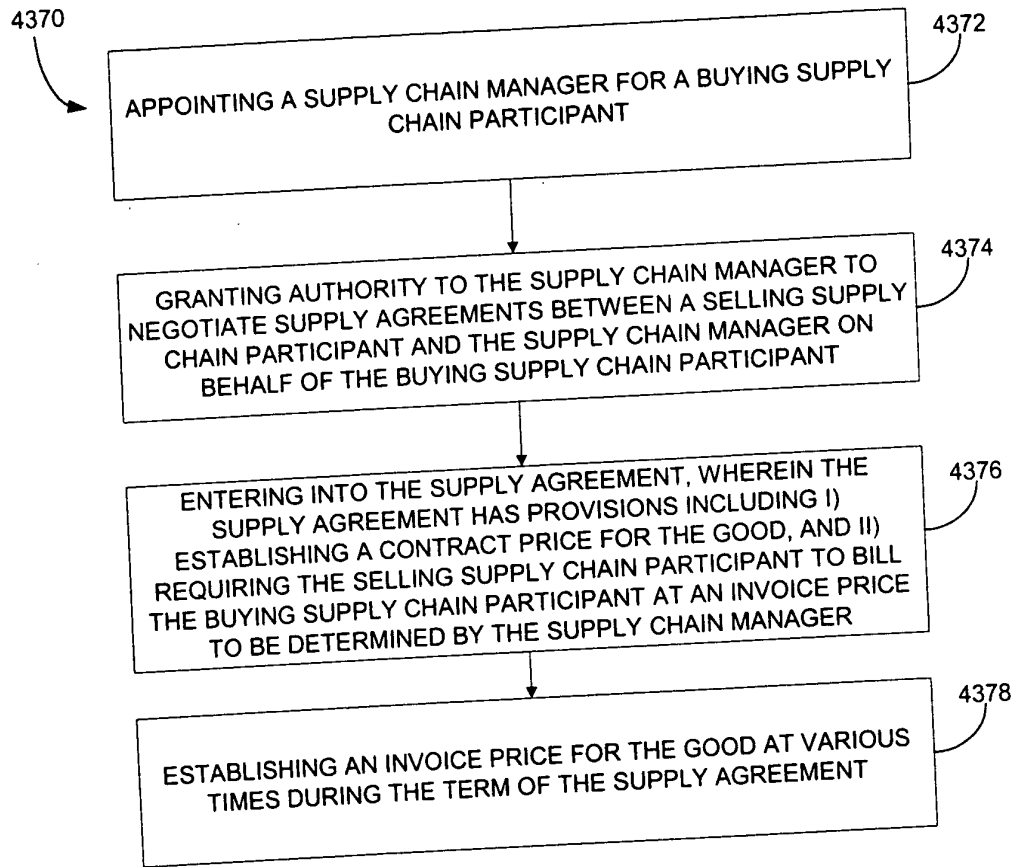 4370
4372
APPOINTING A SUPPLY CHAIN MANAGER FOR A BUYING SUPPLY
CHAIN PARTICIPANT
4374
GRANTING AUTHORITY TO THE SUPPLY CHAIN MANAGER TO
NEGOTIATE SUPPLY AGREEMENTS BETWEEN A SELLING SUPPLY
CHAIN PARTICIPANT AND THE SUPPLY CHAIN MANAGER ON
BEHALF OF THE BUYING SUPPLY CHAIN PARTICIPANT
4376
ENTERING INTO THE SUPPLY AGREEMENT, WHEREIN THE
SUPPLY AGREEMENT HAS PROVISIONS INCLUDING I)
ESTABLISHING A CONTRACT PRICE FOR THE GOOD, AND II)
REQUIRING THE SELLING SUPPLY CHAIN PARTICIPANT TO BILL
THE BUYING SUPPLY CHAIN PARTICIPANT AT AN INVOICE PRICE
TO BE DETERMINED BY THE SUPPLY CHAIN MANAGER
4378
ESTABLISHING AN INVOICE PRICE FOR THE GOOD AT VARIOUS
TIMES DURING THE TERM OF THE SUPPLY AGREEMENT